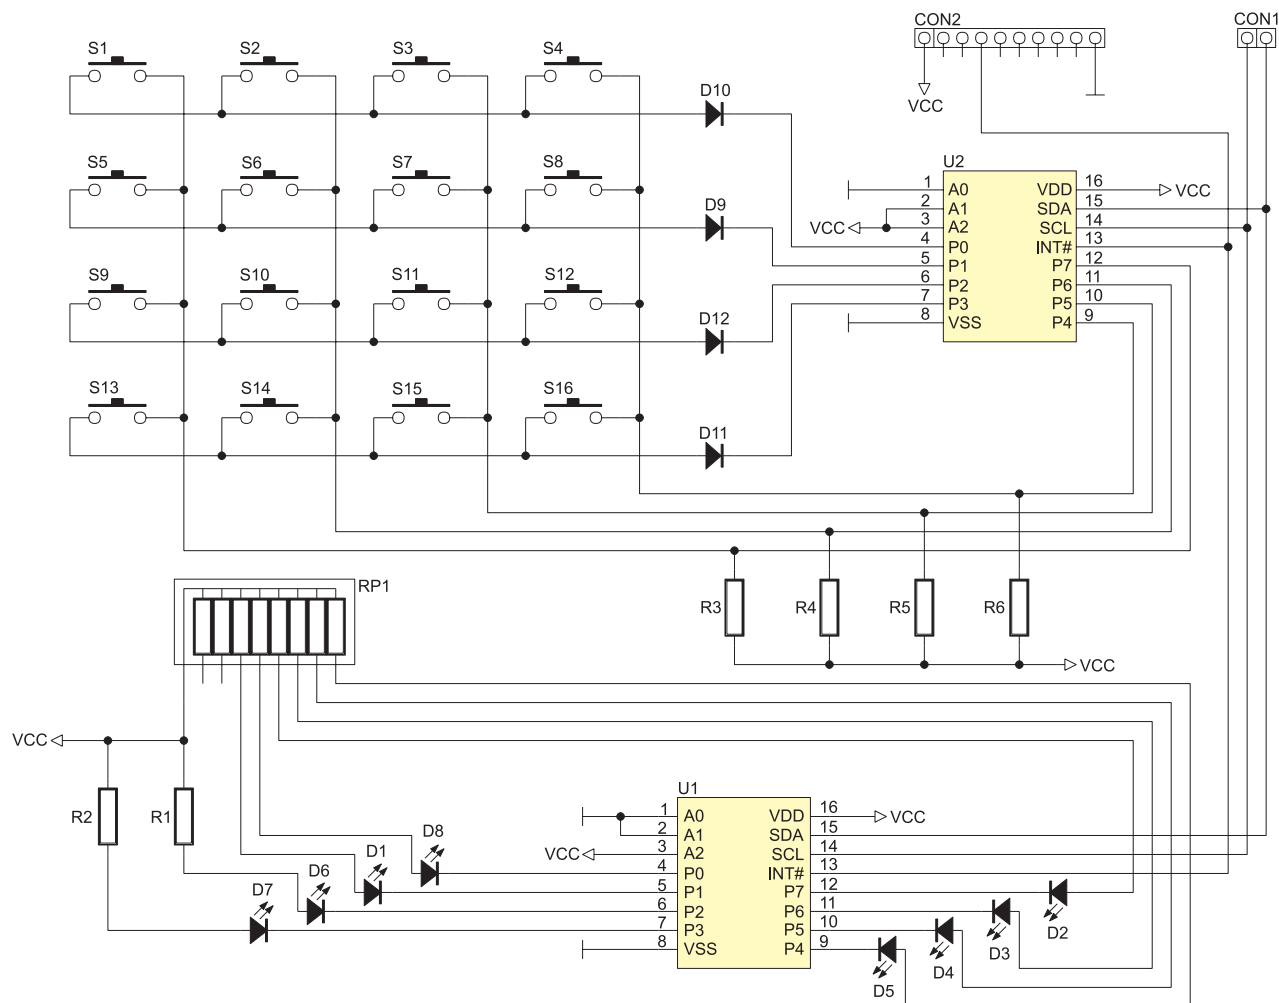 CON2 CON1
S1 S2 S3 S4
D10
VCC
S5 S6 S7 S8
U2
1 A0 VDD 16 VCC
2 A1 SDA 15
D9
VCC 3 A2 SCL 14
4 P0 INT# 13
5 P1 P7 12
S9 S10 S11 S12
6 P2 P6 11
7 P3 P5 10
D12
8 VSS P4 9
S13 S14 S15 S16
D11
RP1
R3 R4 R5 R6
VCC
VCC
U1
R2 R1
1 A0 VDD 16 VCC
2 A1 SDA 15
D8
VCC 3 A2 SCL 14
D1
4 P0 INT# 13
D6
5 P1 P7 12
D7
6 P2 P6 11
7 P3 P5 10
D2
8 VSS P4 9
D3
D4
D5